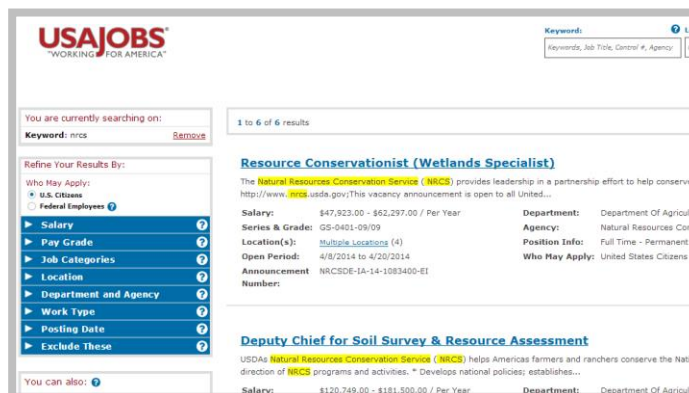 USAJOBS
"WORKING FOR AMERICA"
Keyword:
Keywords, Job Title, Control #, Agency
You are currently searching on:
Keyword: nrcs Remove
1 to 6 of 6 results
Refine Your Results By:
Who May Apply:
U.S. Citizens
Federal Employees ?
Salary ?
Pay Grade ?
Job Categories ?
Location ?
Department and Agency ?
Work Type ?
Posting Date ?
Exclude These ?
You can also: ?
Resource Conservationist (Wetlands Specialist)
The Natural Resources Conservation Service ( NRCS) provides leadership in a partnership effort to help conserve
http://www. nrcs.usda.gov;This vacancy announcement is open to all United...
Salary: $47,923.00 - $62,297.00 / Per Year Department: Department Of Agricul
Series & Grade: GS-0401-09/09 Agency: Natural Resources Con
Location(s): Multiple Locations (4) Position Info: Full Time - Permanent
Open Period: 4/8/2014 to 4/20/2014 Who May Apply: United States Citizens
Announcement Number: NRCSDE-IA-14-1083400-EI
Deputy Chief for Soil Survey & Resource Assessment
USDAs Natural Resources Conservation Service ( NRCS) helps Americas farmers and ranchers conserve the Nati
direction of NRCS programs and activities. * Develops national policies; establishes...
Salary: $120,749.00 - $181,500.00 / Per Year Department: Department Of Agricul